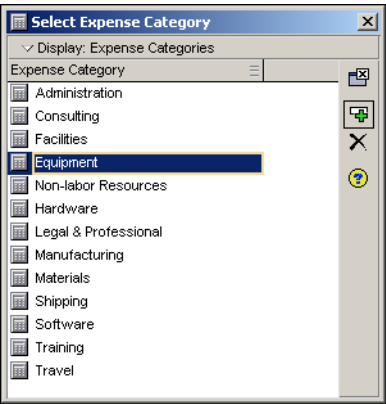 Select Expense Category
Display: Expense Categories
Expense Category
Administration
Consulting
Facilities
Equipment
Non-labor Resources
Hardware
Legal & Professional
Manufacturing
Materials
Shipping
Software
Training
Travel